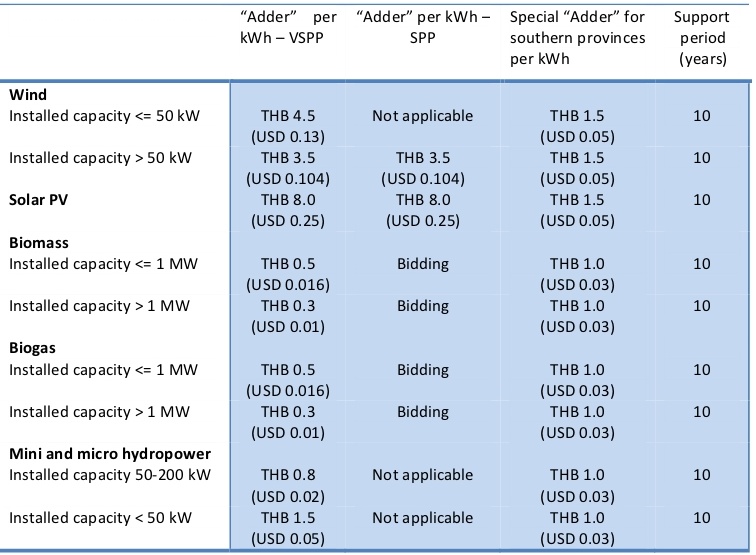 “Adder” per “Adder” per kWh – Special “Adder” for Support
kWh – VSPP SPP southern provinces period
per kWh (years)
Wind
Installed capacity <= 50 kW THB 4.5 Not applicable THB 1.5 10
(USD 0.13) (USD 0.05)
Installed capacity > 50 kW THB 3.5 THB 3.5 THB 1.5 10
(USD 0.104) (USD 0.104) (USD 0.05)
Solar PV THB 8.0 THB 8.0 THB 1.5 10
(USD 0.25) (USD 0.25) (USD 0.05)
Biomass
Installed capacity <= 1 MW THB 0.5 Bidding THB 1.0 10
(USD 0.016) (USD 0.03)
Installed capacity > 1 MW THB 0.3 Bidding THB 1.0 10
(USD 0.01) (USD 0.03)
Biogas
Installed capacity <= 1 MW THB 0.5 Bidding THB 1.0 10
(USD 0.016) (USD 0.03)
Installed capacity > 1 MW THB 0.3 Bidding THB 1.0 10
(USD 0.01) (USD 0.03)
Mini and micro hydropower
Installed capacity 50-200 kW THB 0.8 Not applicable THB 1.0 10
(USD 0.02) (USD 0.03)
Installed capacity < 50 kW THB 1.5 Not applicable THB 1.0 10
(USD 0.05) (USD 0.03)